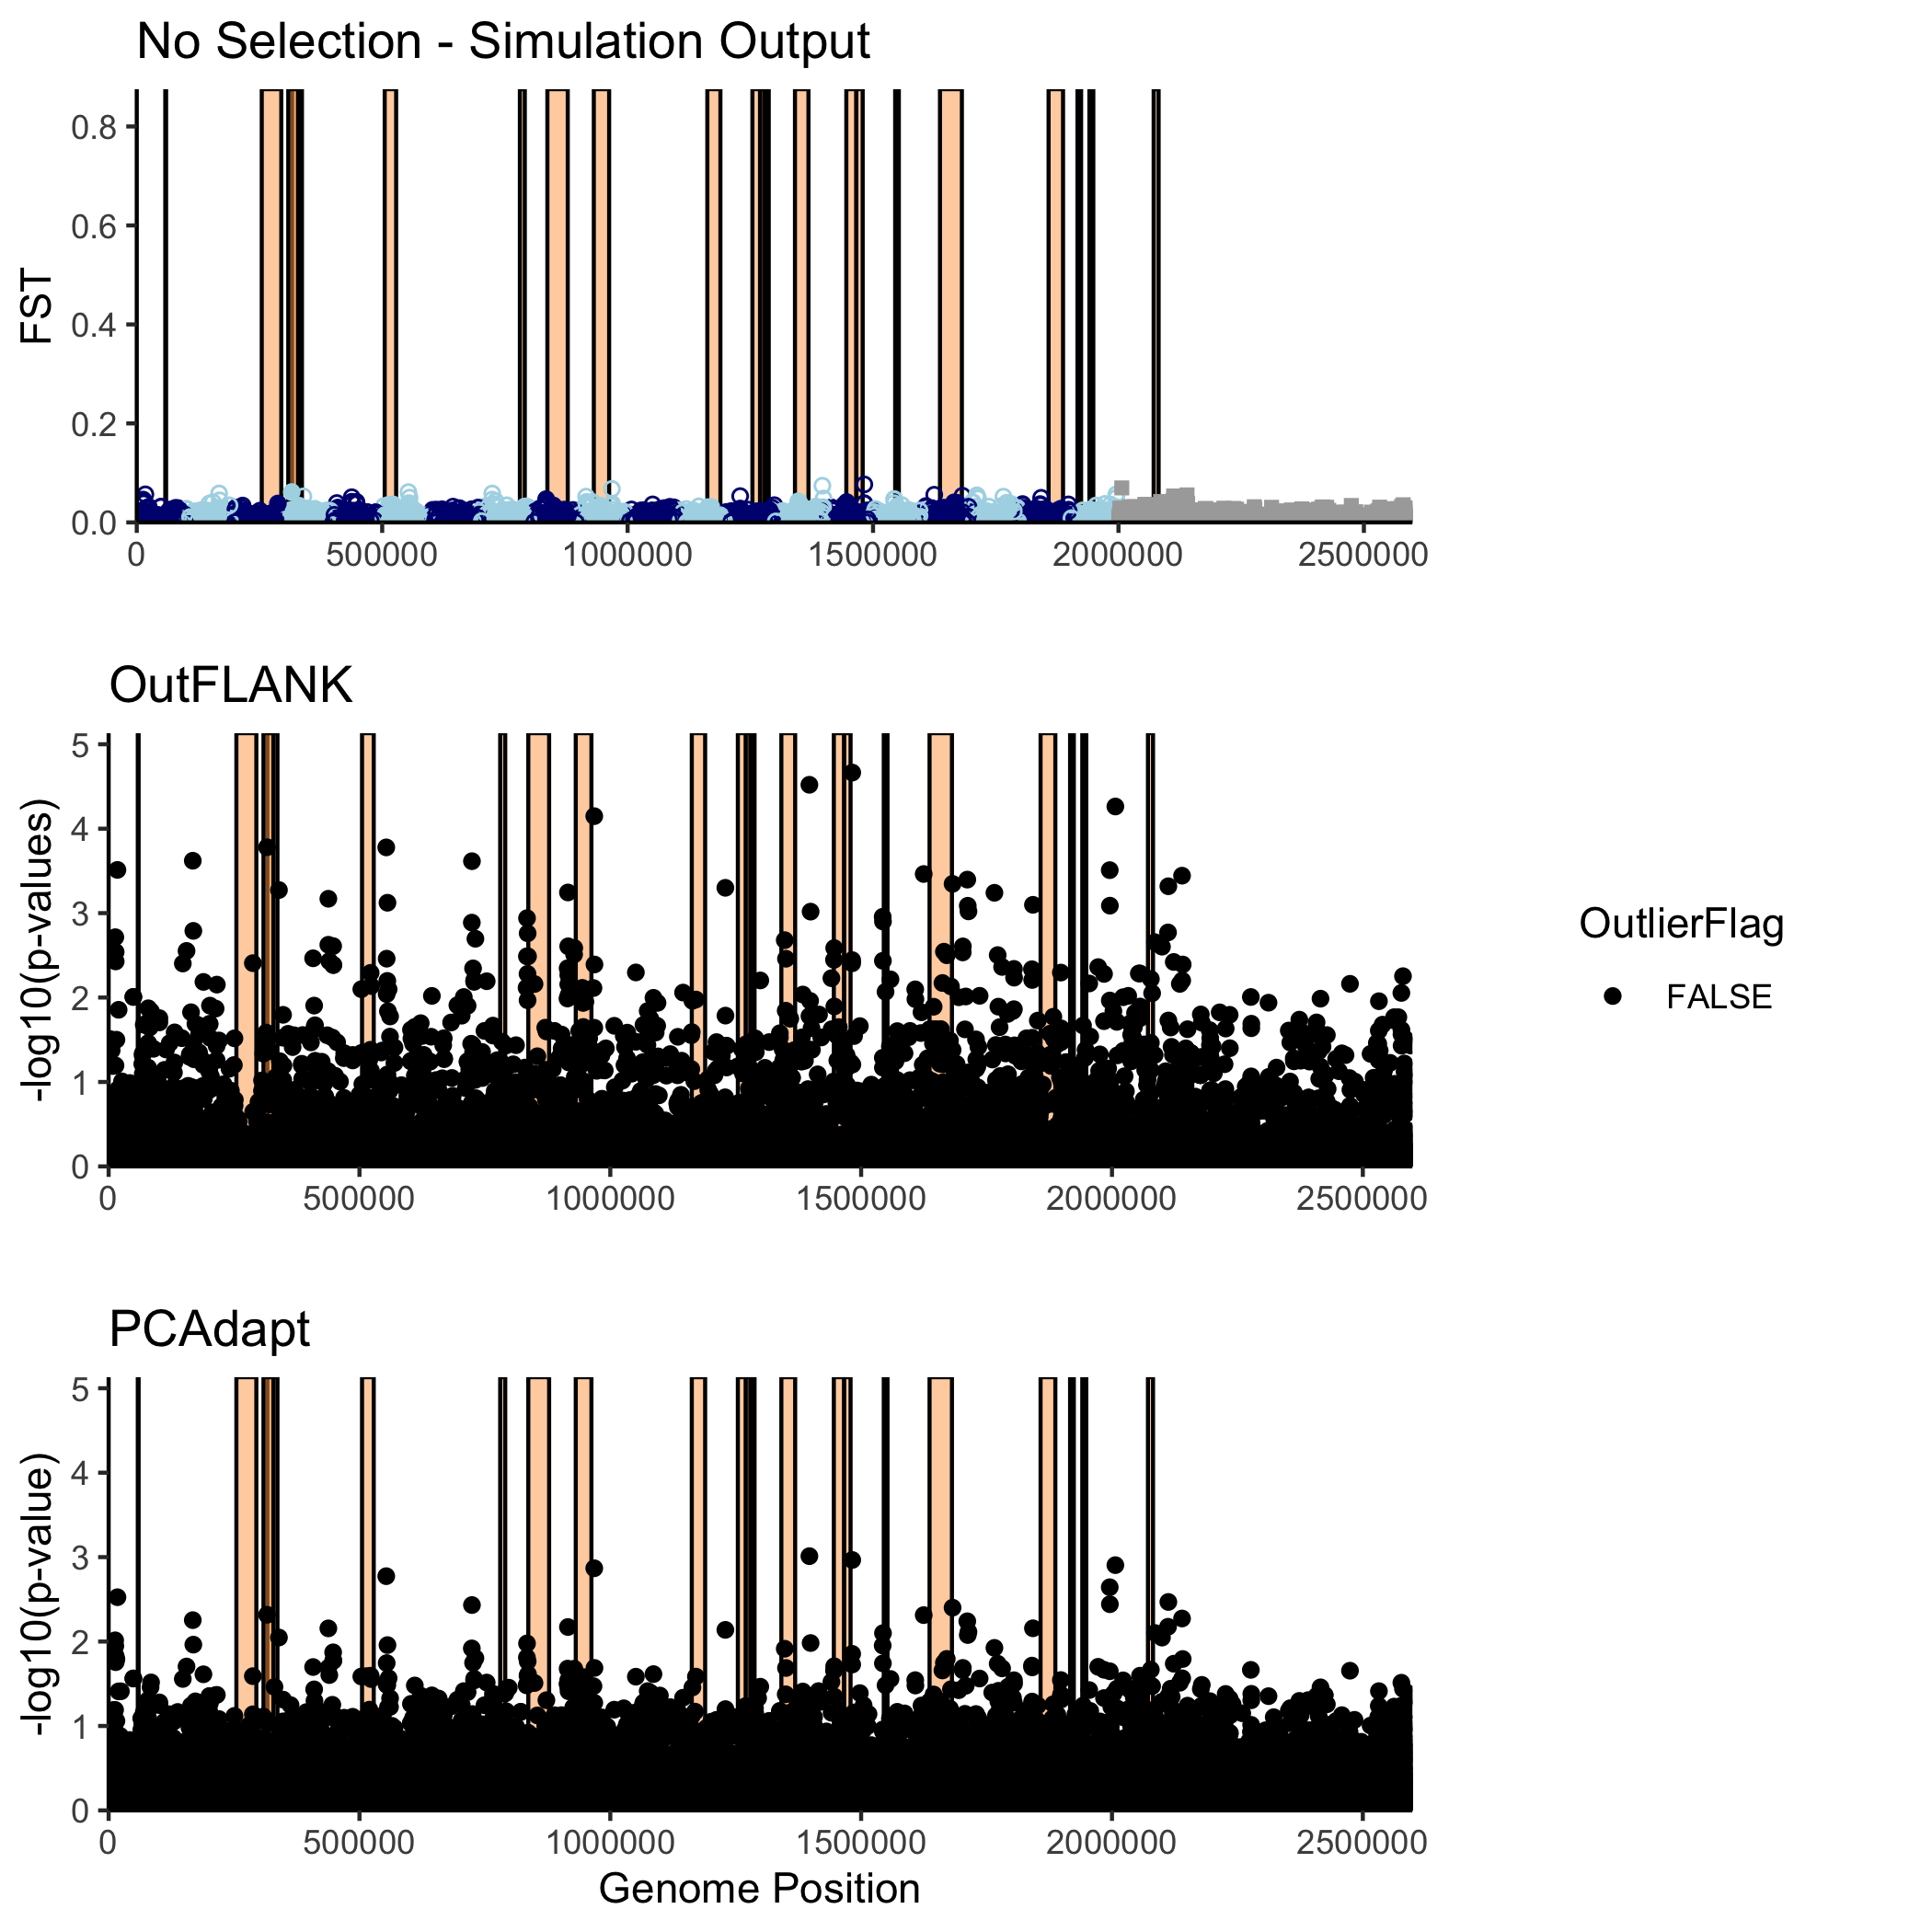 No Selection - Simulation Output
FST
0.8
0.6
0.4
0.2
0.0
0 500000 1000000 1500000 2000000 2500000
OutFLANK
-log10(p-values)
5
4
3
2
1
0
0 500000 1000000 1500000 2000000 2500000
OutlierFlag
FALSE
PCAdapt
-log10(p-value)
5
4
3
2
1
0
0 500000 1000000 1500000 2000000 2500000
Genome Position